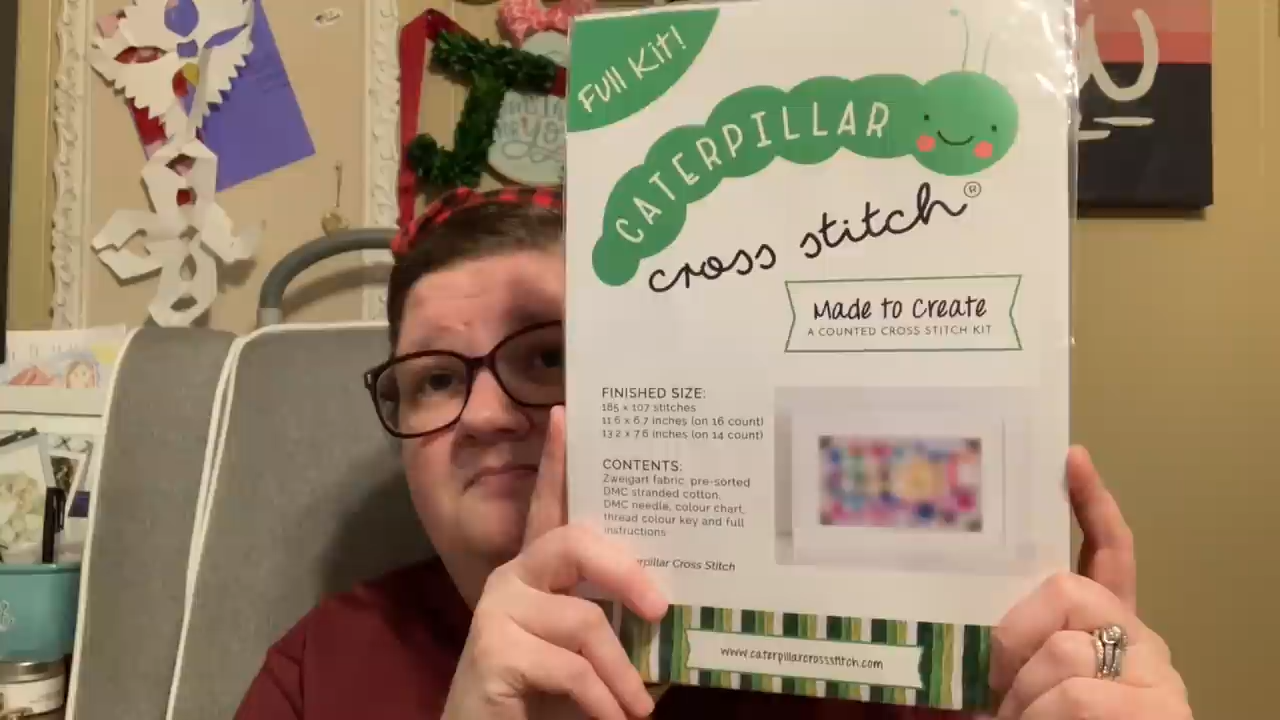 Full Kit!
CATERPILLAR
cross stitch®
Made to Create
A COUNTED CROSS STITCH KIT
FINISHED SIZE:
185 x 107 stitches
11.6 x 6.7 inches (on 16 count)
13.2 x 7.6 inches (on 14 count)
CONTENTS:
Zweigart fabric, pre-sorted
DMC stranded cotton,
DMC needle, colour chart,
thread colour key and full
instructions
Cross Stitch
www.caterpillarcrossstitch.com
YOU